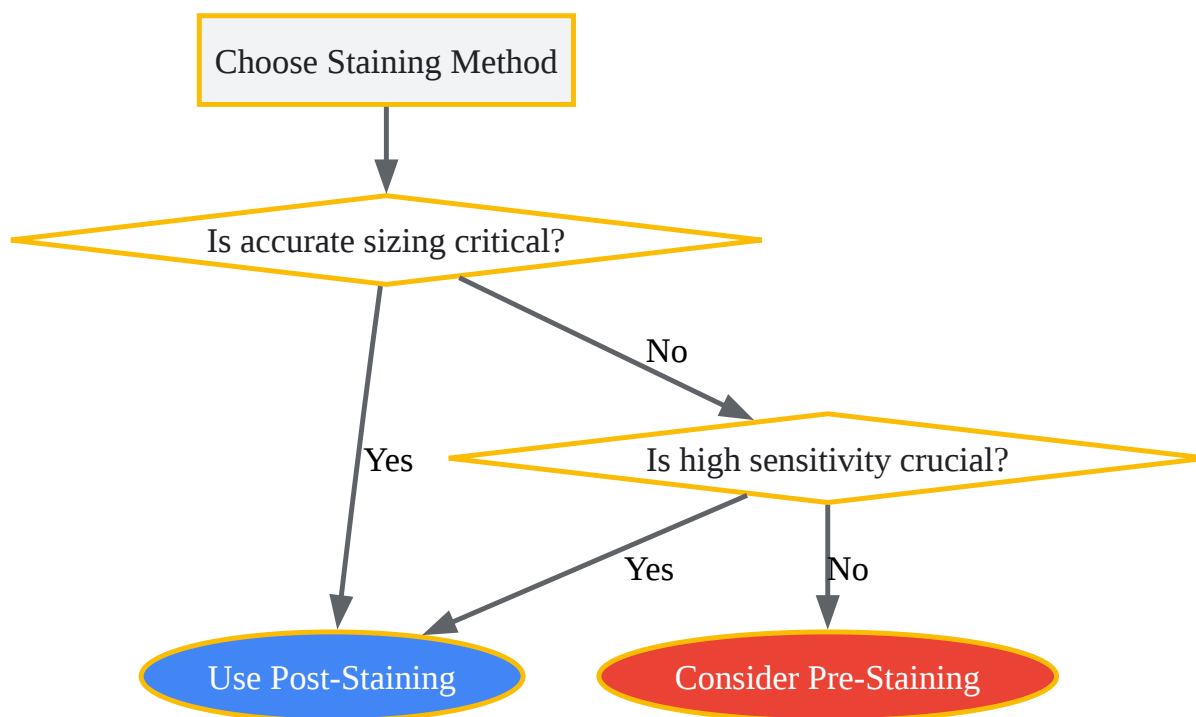 Choose Staining Method
Is accurate sizing critical?
No
Yes
Is high sensitivity crucial?
Yes
No
Use Post-Staining
Consider Pre-Staining